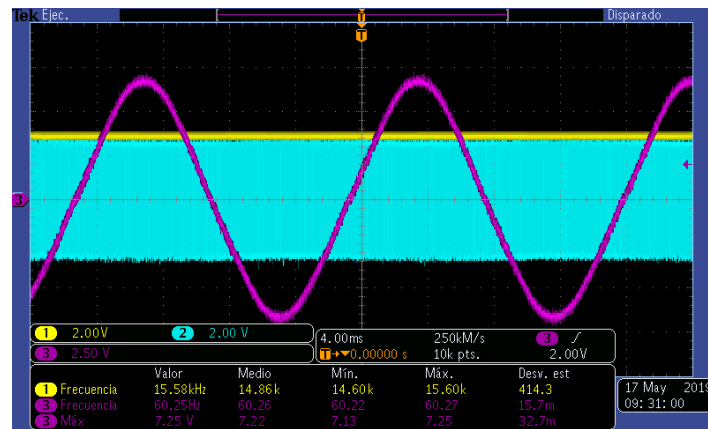 Tek Ejec. T Disparado
T
3
1 2.00V 2 2.00 V
3 2.50 V
4.00ms 250kM/s 3 /
T→▼0.00000 s 10k pts. 2.00V
Valor Medio Mín. Máx. Desv. est
1 Frecuencia 15.58kHz 14.86k 14.60k 15.60k 414.3
3 Frecuencia 60.25Hz 60.26 60.22 60.27 15.7m
3 Máx 7.25 V 7.22 7.13 7.25 32.7m
17 May 2019
09:31:00